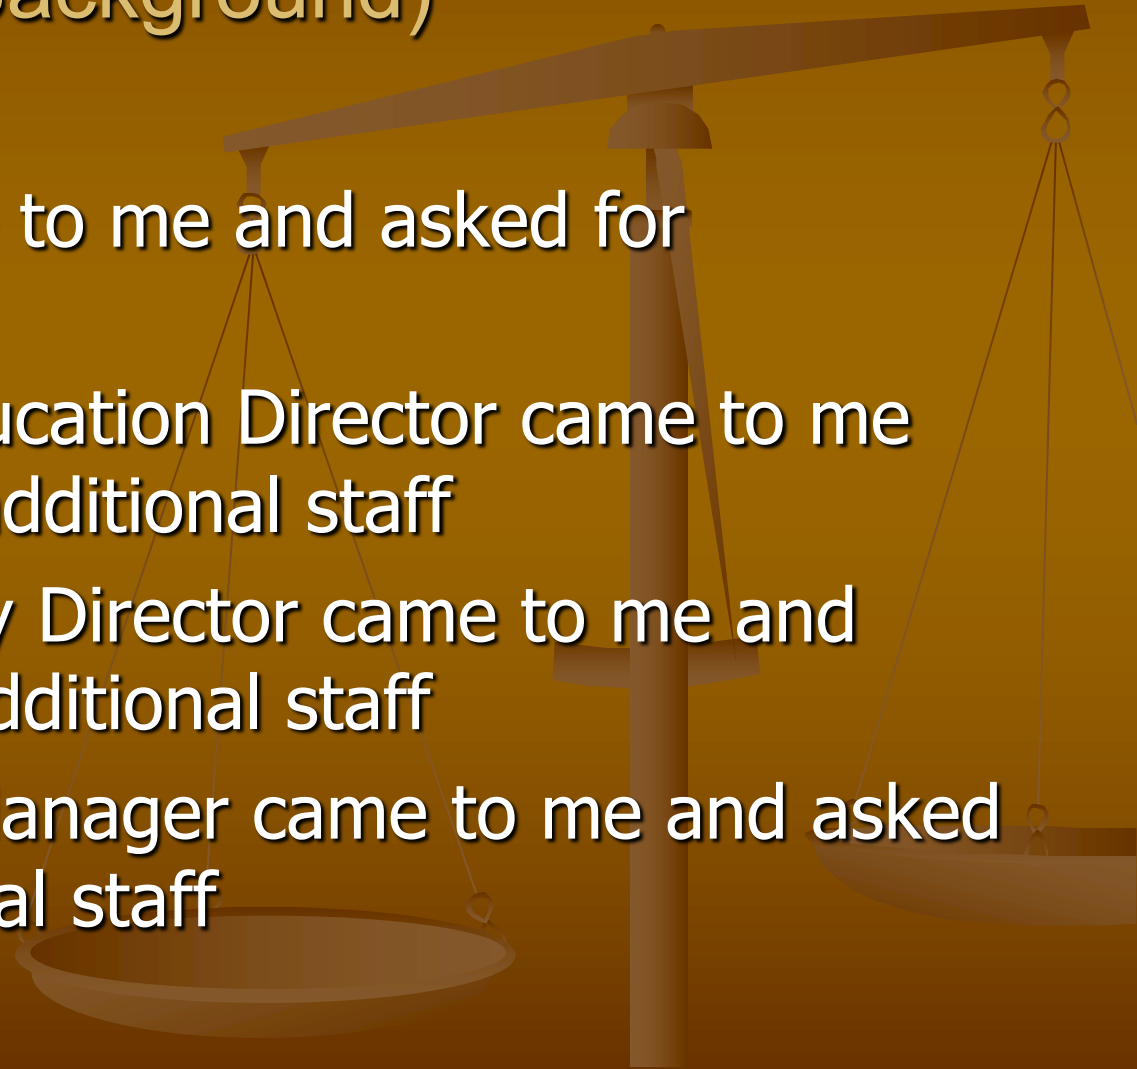 ackground)
to me and asked for
ucation Director came to me
dditional staff
Director came to me and
dditional staff
anager came to me and asked
al staff